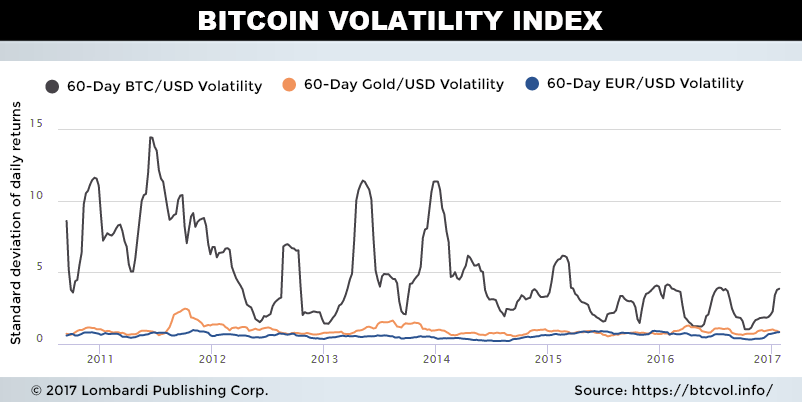 BITCOIN VOLATILITY INDEX
60-Day BTC/USD Volatility 60-Day Gold/USD Volatility 60-Day EUR/USD Volatility
Standard deviation of daily returns
15
10
5
0
2011 2012 2013 2014 2015 2016 2017
© 2017 Lombardi Publishing Corp. Source: https://btcvol.info/